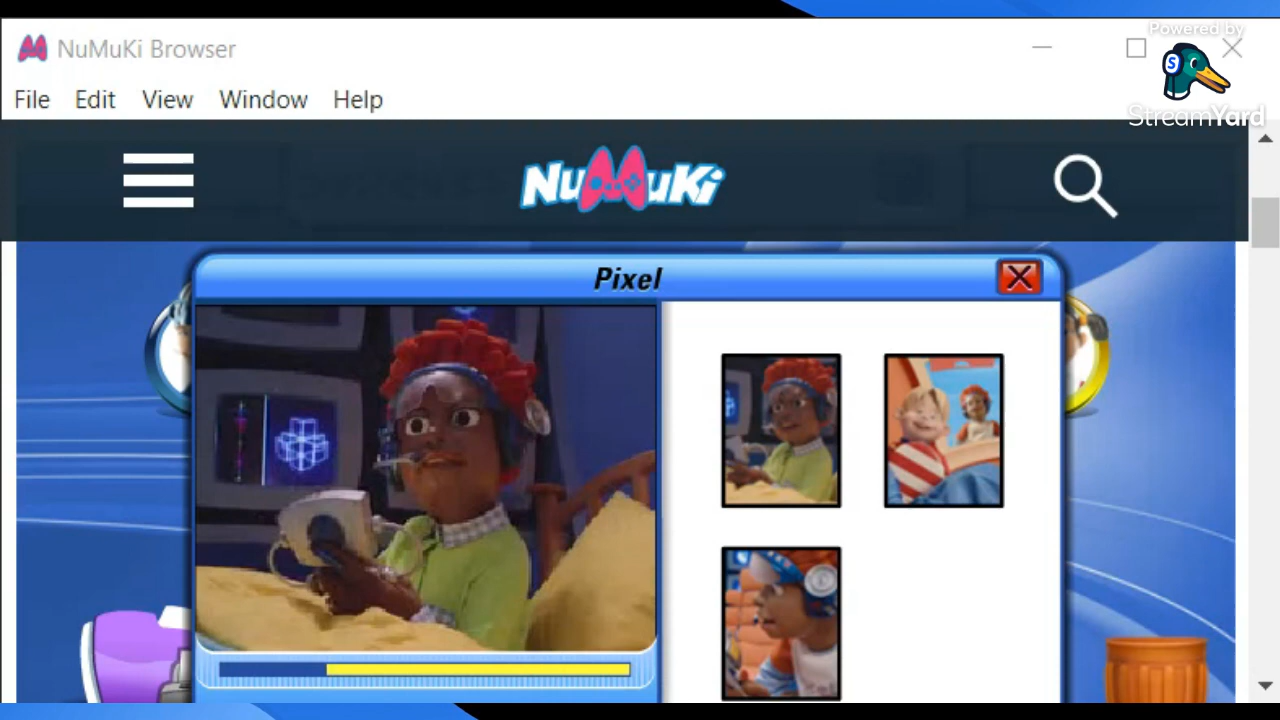 Powered by
NuMuKi Browser
StreamYard
File Edit View Window Help
NuMuKi
Pixel